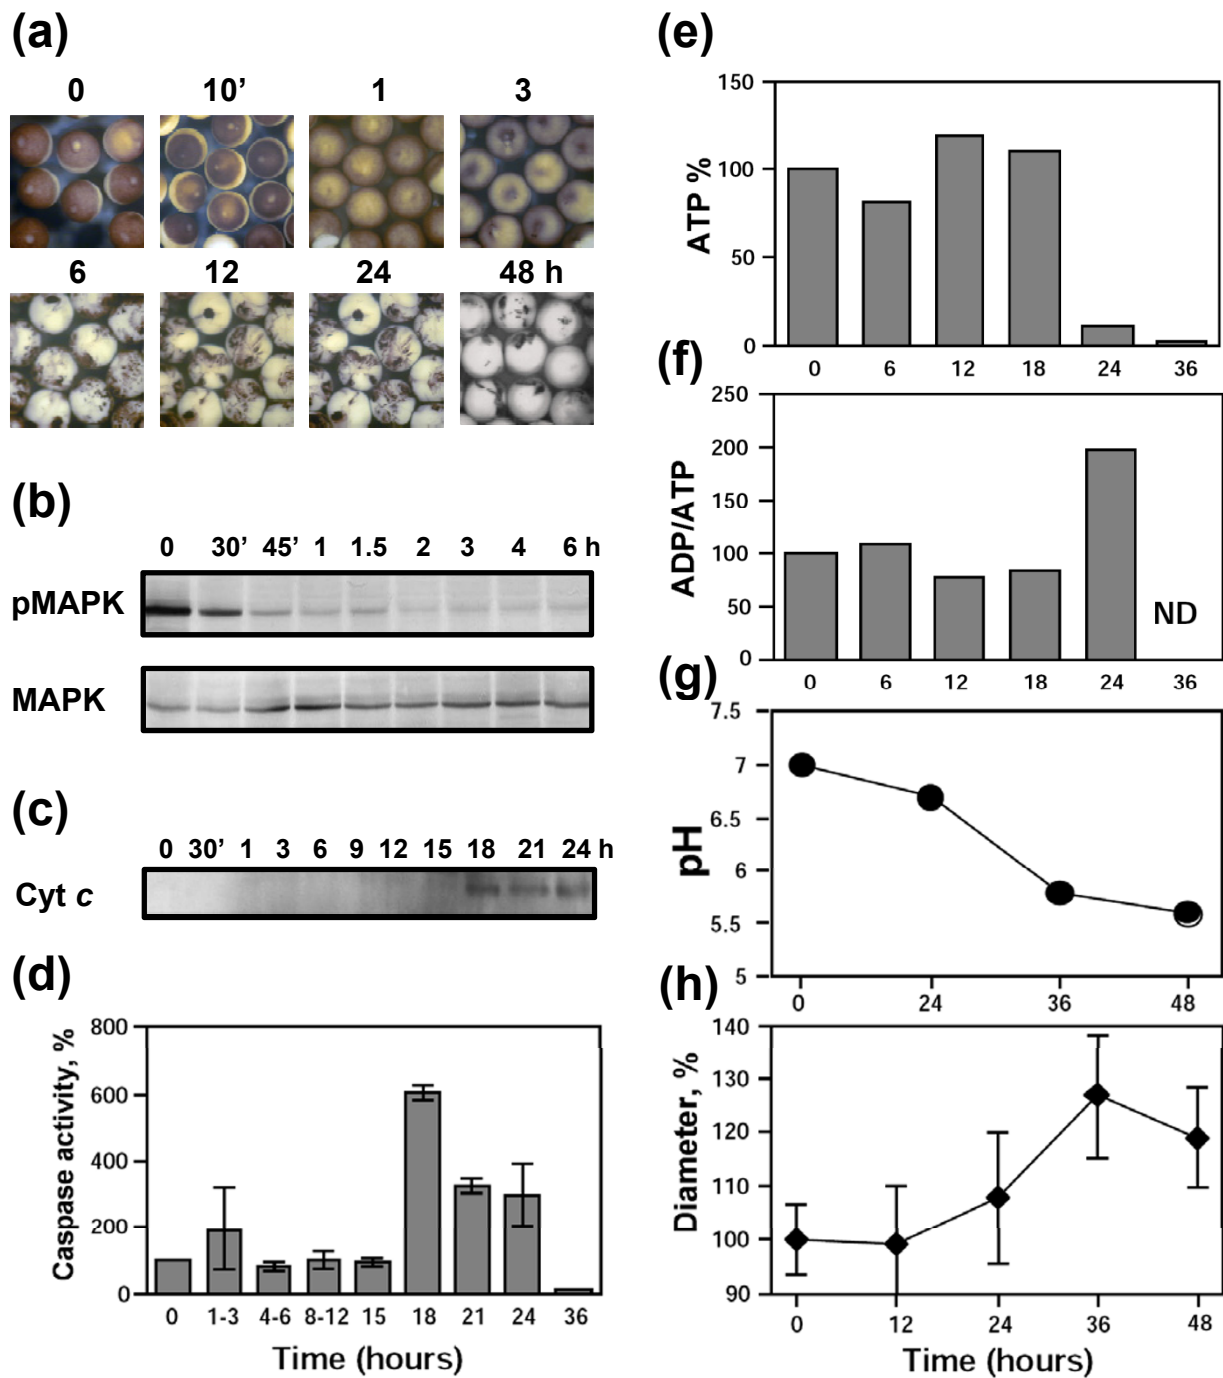 (a)
0 10’ 1 3
6 12 24 48 h
(b)
0 30’ 45’ 1 1.5 2 3 4 6 h
pMAPK
MAPK
(c)
0 30’ 1 3 6 9 12 15 18 21 24 h
Cyt c
(d)
800
600
400
200
0
Caspase activity, %
0 1-3 4-6 8-12 15 18 21 24 36
Time (hours)
(e)
150
100
50
0
ATP %
0 6 12 18 24 36
(f)
250
200
150
100
50
0
ADP/ATP
ND
0 6 12 18 24 36
(g)
7.5
7
6.5
6
5.5
5
pH
0 24 36 48
(h)
140
130
120
110
100
90
Diameter, %
0 12 24 36 48
Time (hours)